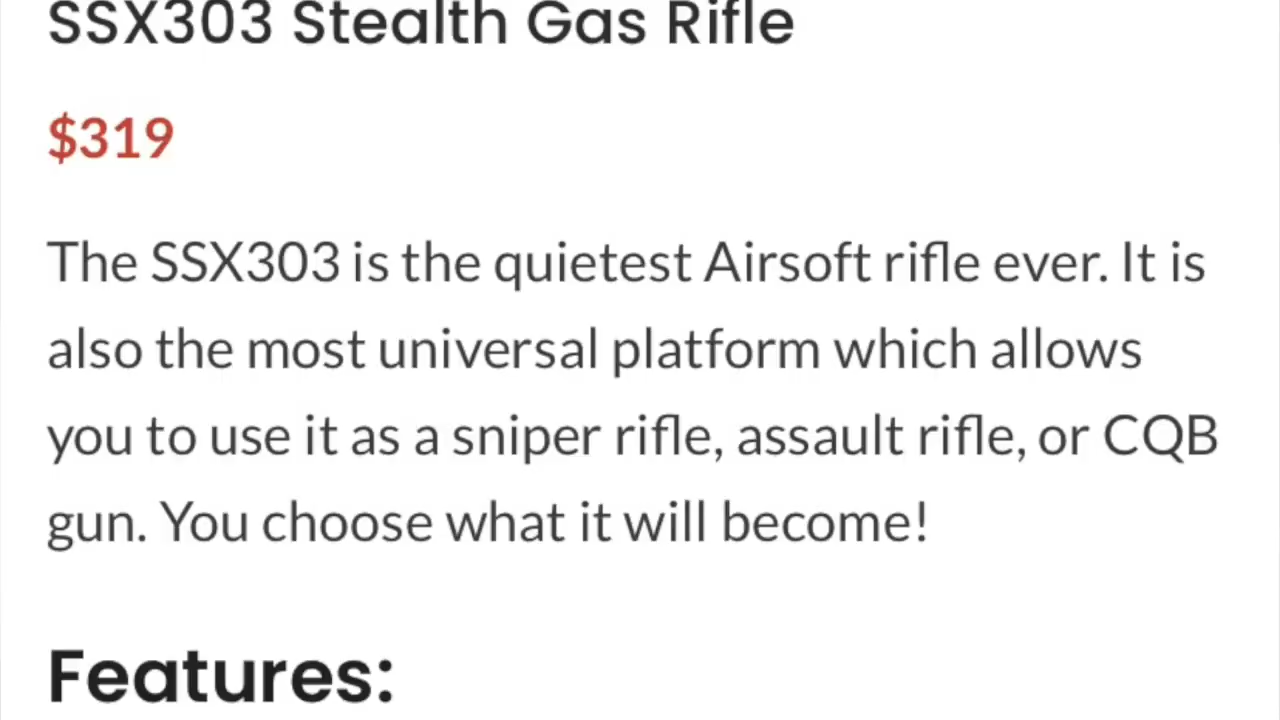 SSX303 Stealth Gas Rifle
$319
The SSX303 is the quietest Airsoft rifle ever. It is
also the most universal platform which allows
you to use it as a sniper rifle, assault rifle, or CQB
gun. You choose what it will become!
Features: